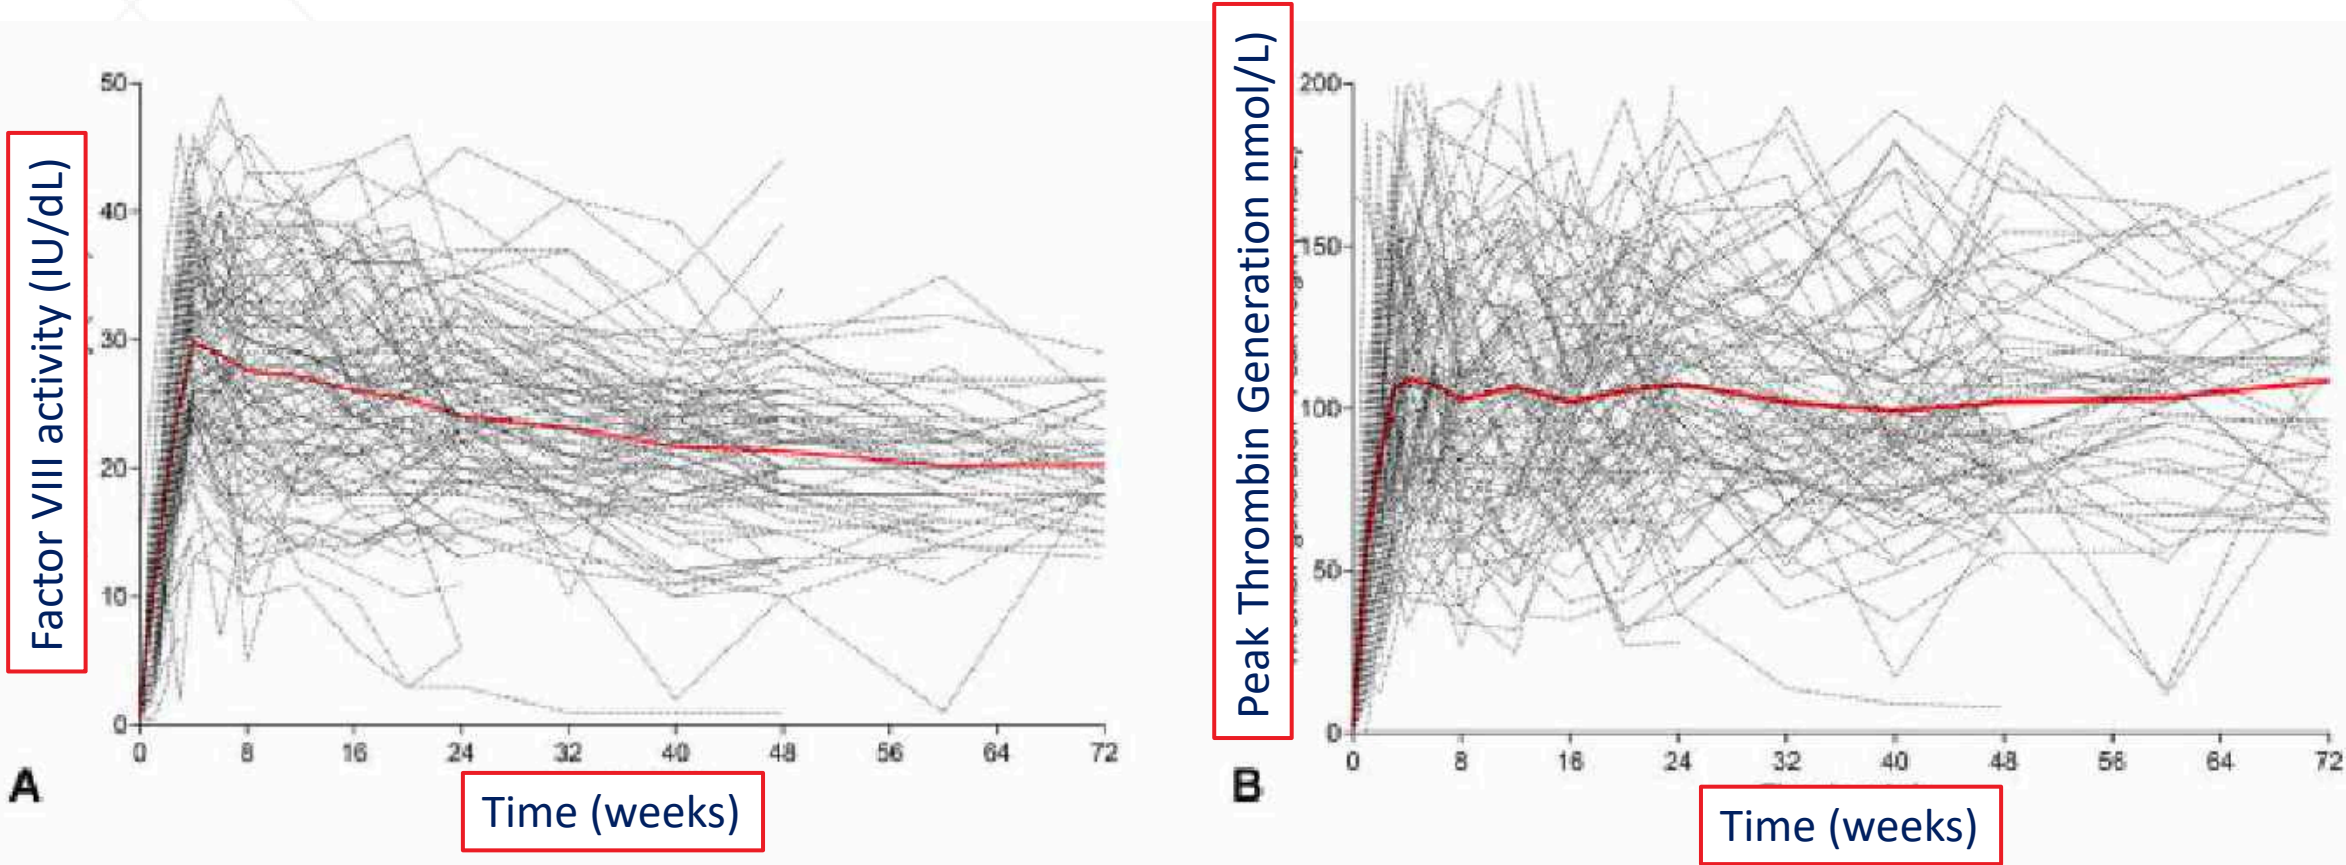 Factor VIII activity (IU/dL)
50
40
30
20
10
0
0 8 16 24 32 40 48 56 64 72
A
Time (weeks)
Peak Thrombin Generation nmol/L)
200
150
100
50
0
0 8 16 24 32 40 48 56 64 72
B
Time (weeks)